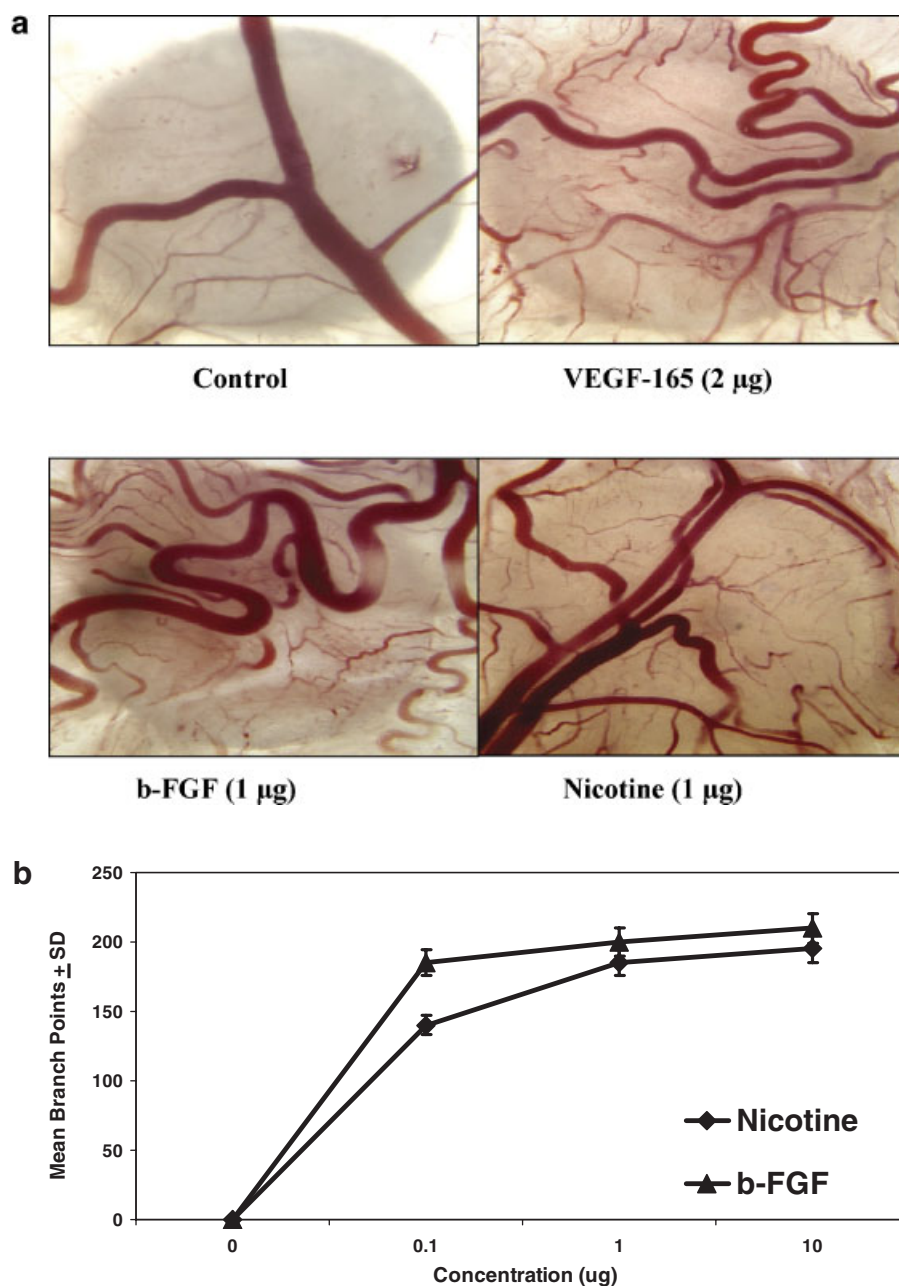 a
Control
VEGF-165 (2 µg)
b-FGF (1 µg)
Nicotine (1 µg)
b
250
200
150
100
50
0
Mean Branch Points ± SD
0
0.1
1
10
Concentration (ug)
Nicotine
b-FGF